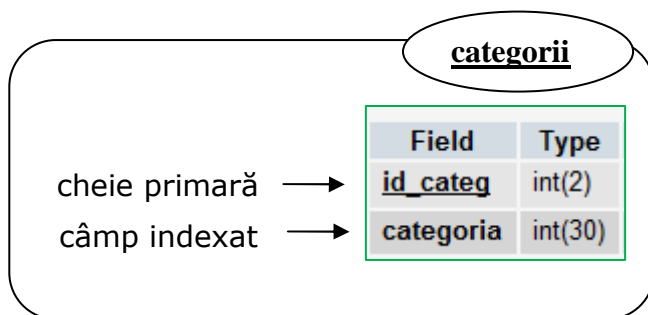 categorii
Field Type
cheie primară id_categ int(2)
câmp indexat categoria int(30)